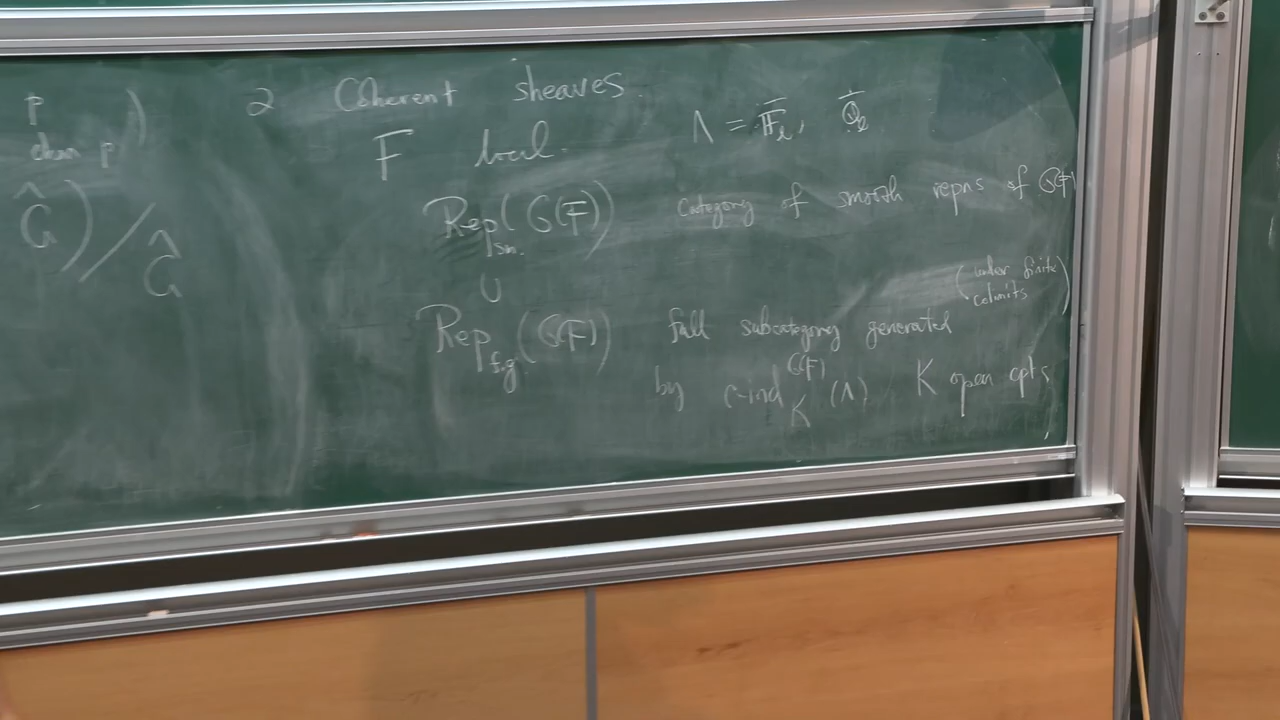 p )
char p
Ĝ) / Ĝ
2 Coherent sheaves.
F local. Λ = F̄_ℓ, Q̄_ℓ
Rep_sm.(G(F)) Category of smooth repns of G(F)
∪
Rep_f.g.(G(F)) full subcategory generated (under finite colimits)
by c-ind_K^{G(F)} (Λ) K open cpts